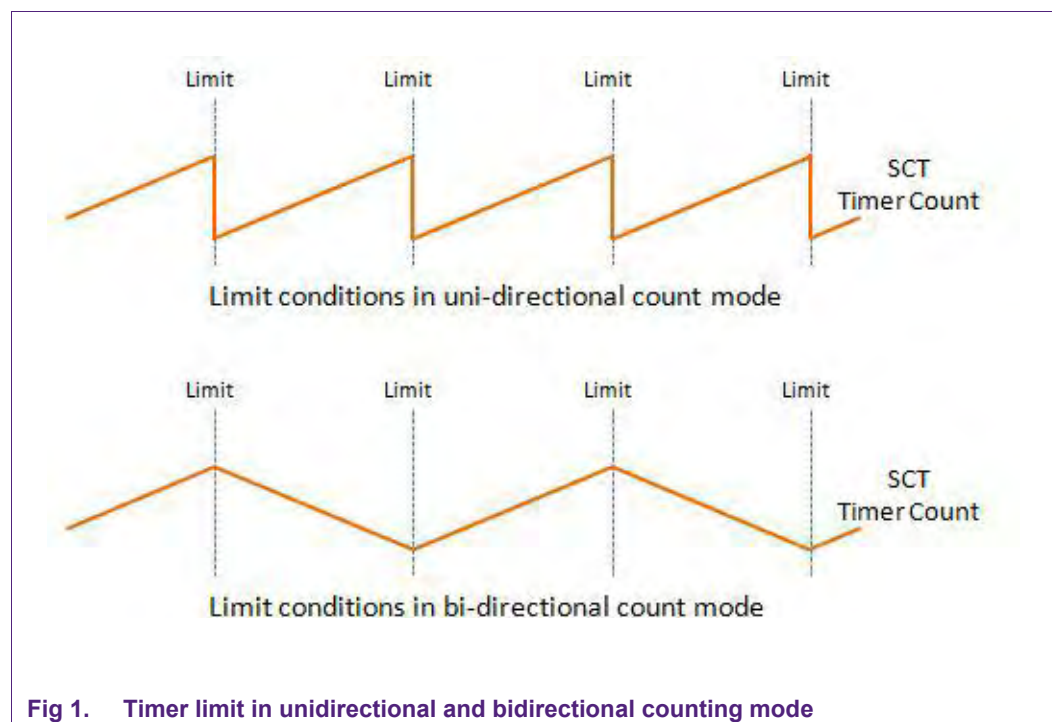 Limit Limit Limit Limit
SCT
Timer Count
Limit conditions in uni-directional count mode
Limit Limit Limit Limit
SCT
Timer Count
Limit conditions in bi-directional count mode
Fig 1. Timer limit in unidirectional and bidirectional counting mode